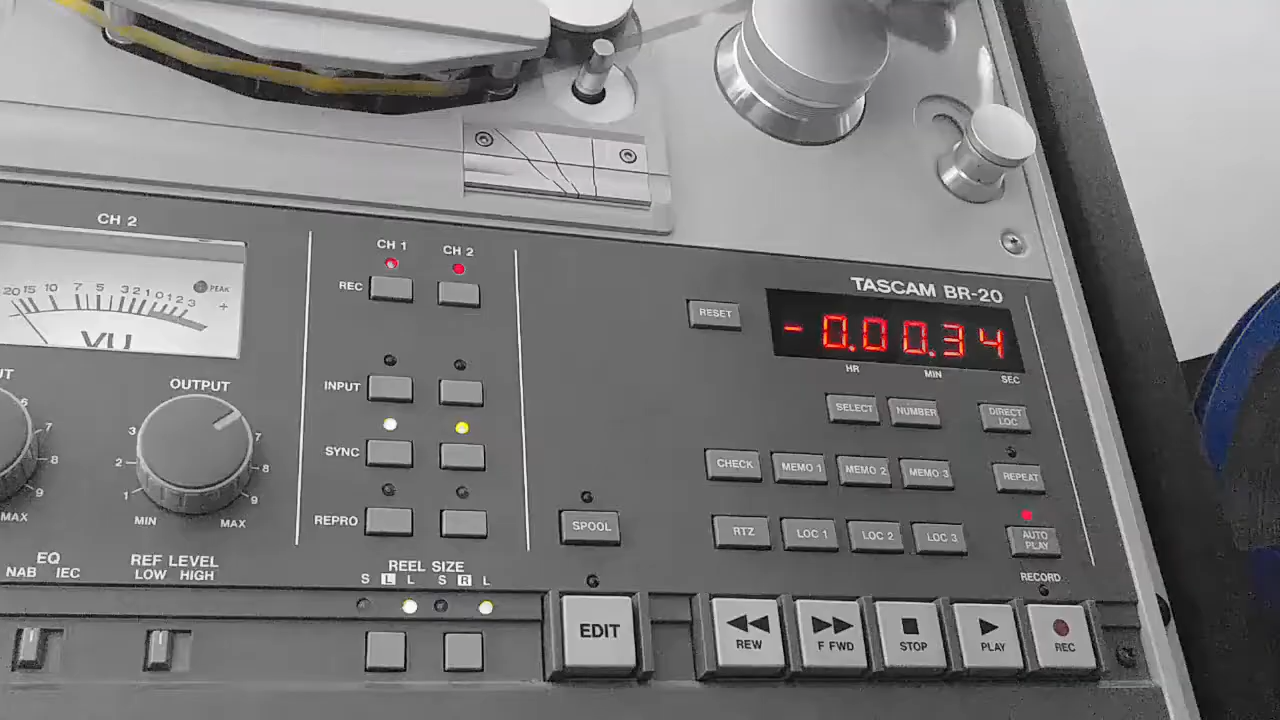 CH 2
20 15 10 7 5 3 2 1 0 1 2 3
PEAK
- +
VU
OUTPUT
1 2 3 7 8 9
MIN MAX
6 7 8 9
MAX
EQ
NAB IEC
REF LEVEL
LOW HIGH
CH 1 CH 2
REC
INPUT
SYNC
REPRO
REEL SIZE
S L L S R L
TASCAM BR-20
RESET
-0.00.34
HR MIN SEC
SELECT NUMBER DIRECT LOC
CHECK MEMO 1 MEMO 2 MEMO 3 REPEAT
SPOOL RTZ LOC 1 LOC 2 LOC 3 AUTO PLAY
RECORD
EDIT REW F FWD STOP PLAY REC